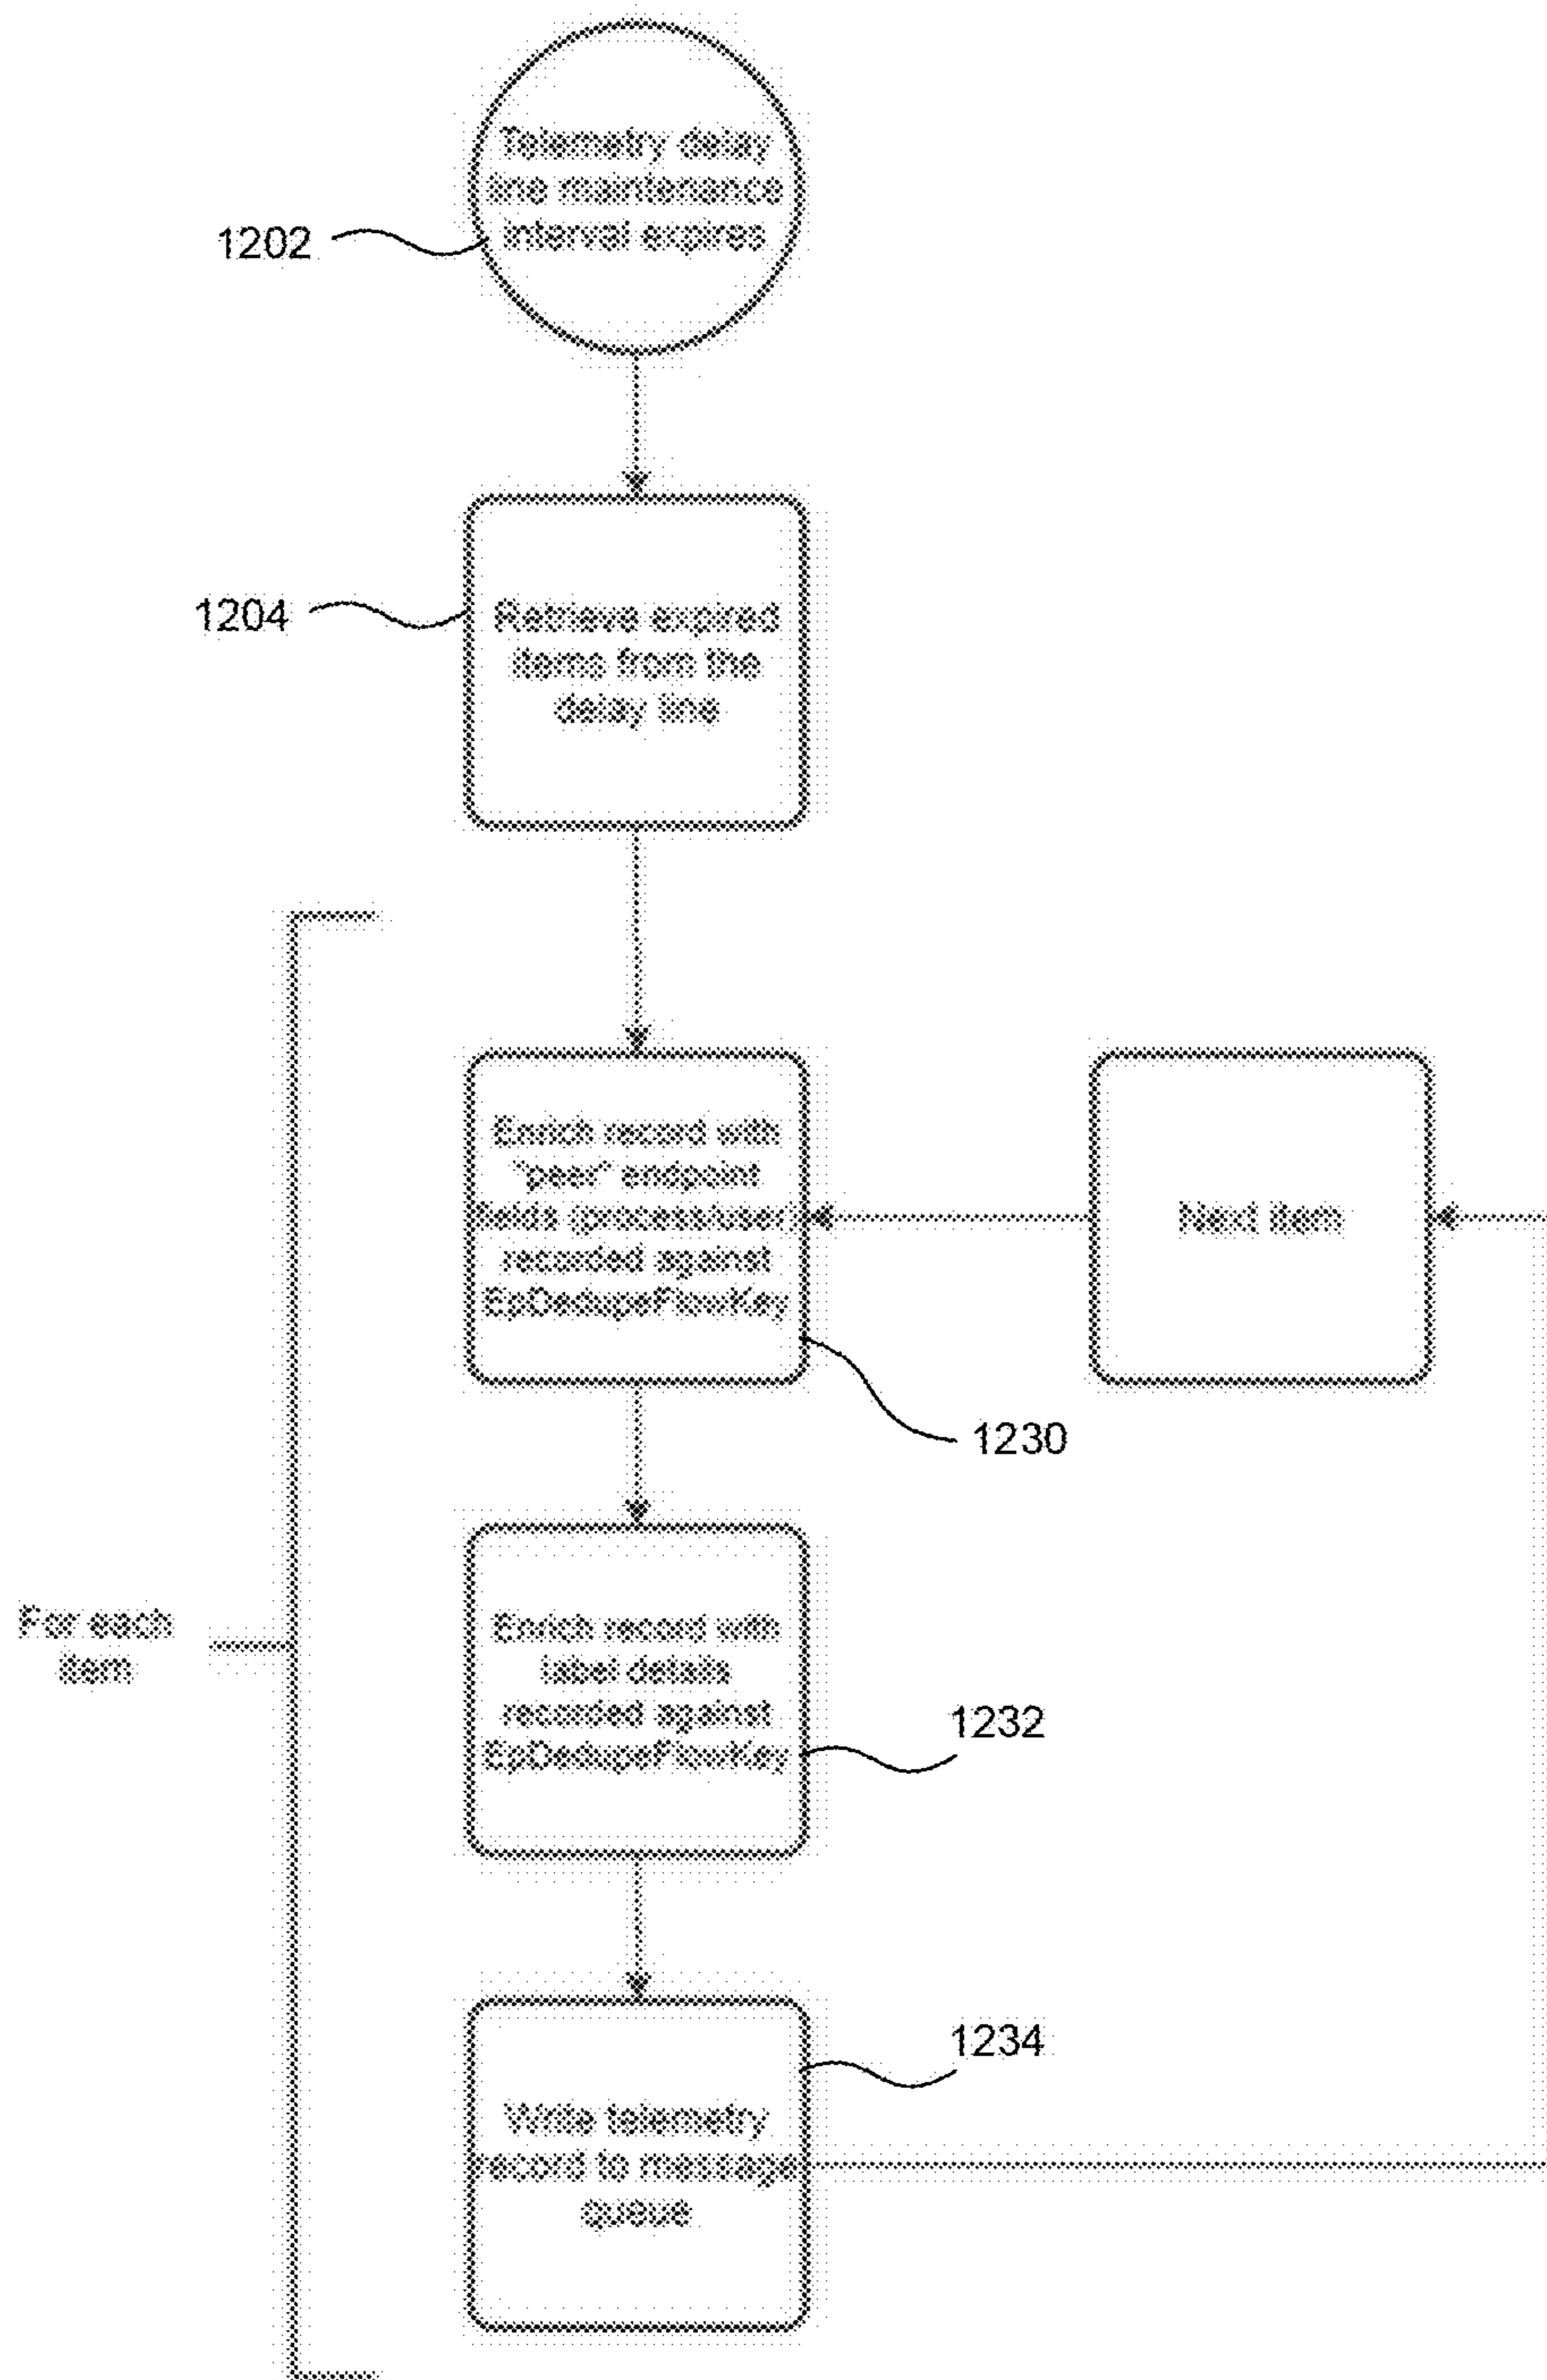 Telemetry delay
line maintenance
interval expires
1202
1204
Retrieve expired
items from the
delay line
Enrich record with
'peer' endpoint
fields (process/user)
recorded against
EpDedupeFlowKey
Next item
1230
For each
item
Enrich record with
label details
recorded against
EpDedupeFlowKey
1232
1234
Write telemetry
record to message
queue